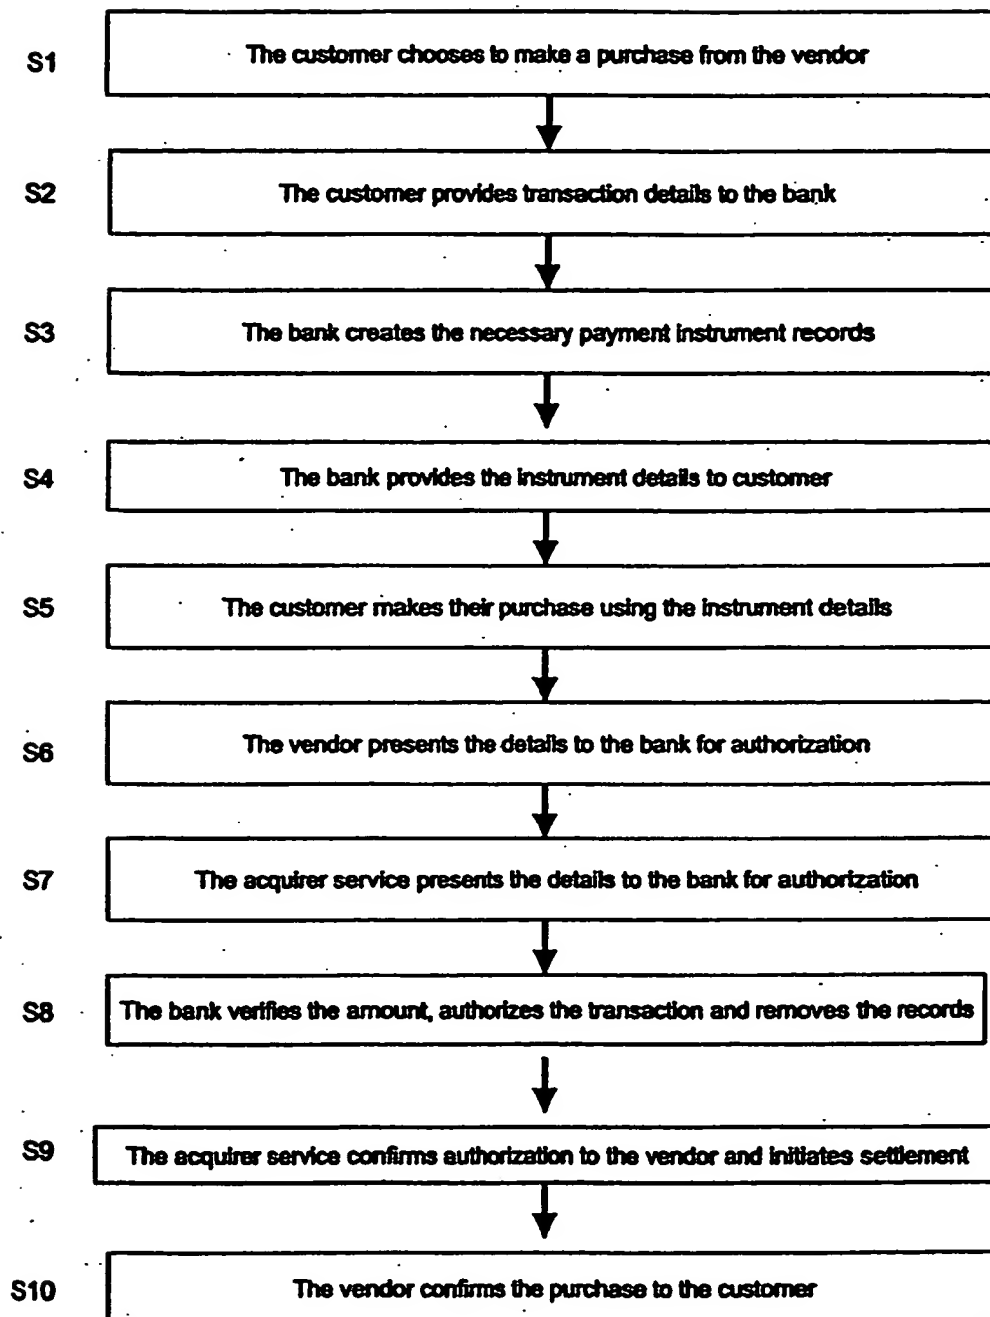 S1 The customer chooses to make a purchase from the vendor
S2 The customer provides transaction details to the bank
S3 The bank creates the necessary payment instrument records
S4 The bank provides the instrument details to customer
S5 The customer makes their purchase using the instrument details
S6 The vendor presents the details to the bank for authorization
S7 The acquirer service presents the details to the bank for authorization
S8 The bank verifies the amount, authorizes the transaction and removes the records
S9 The acquirer service confirms authorization to the vendor and initiates settlement
S10 The vendor confirms the purchase to the customer